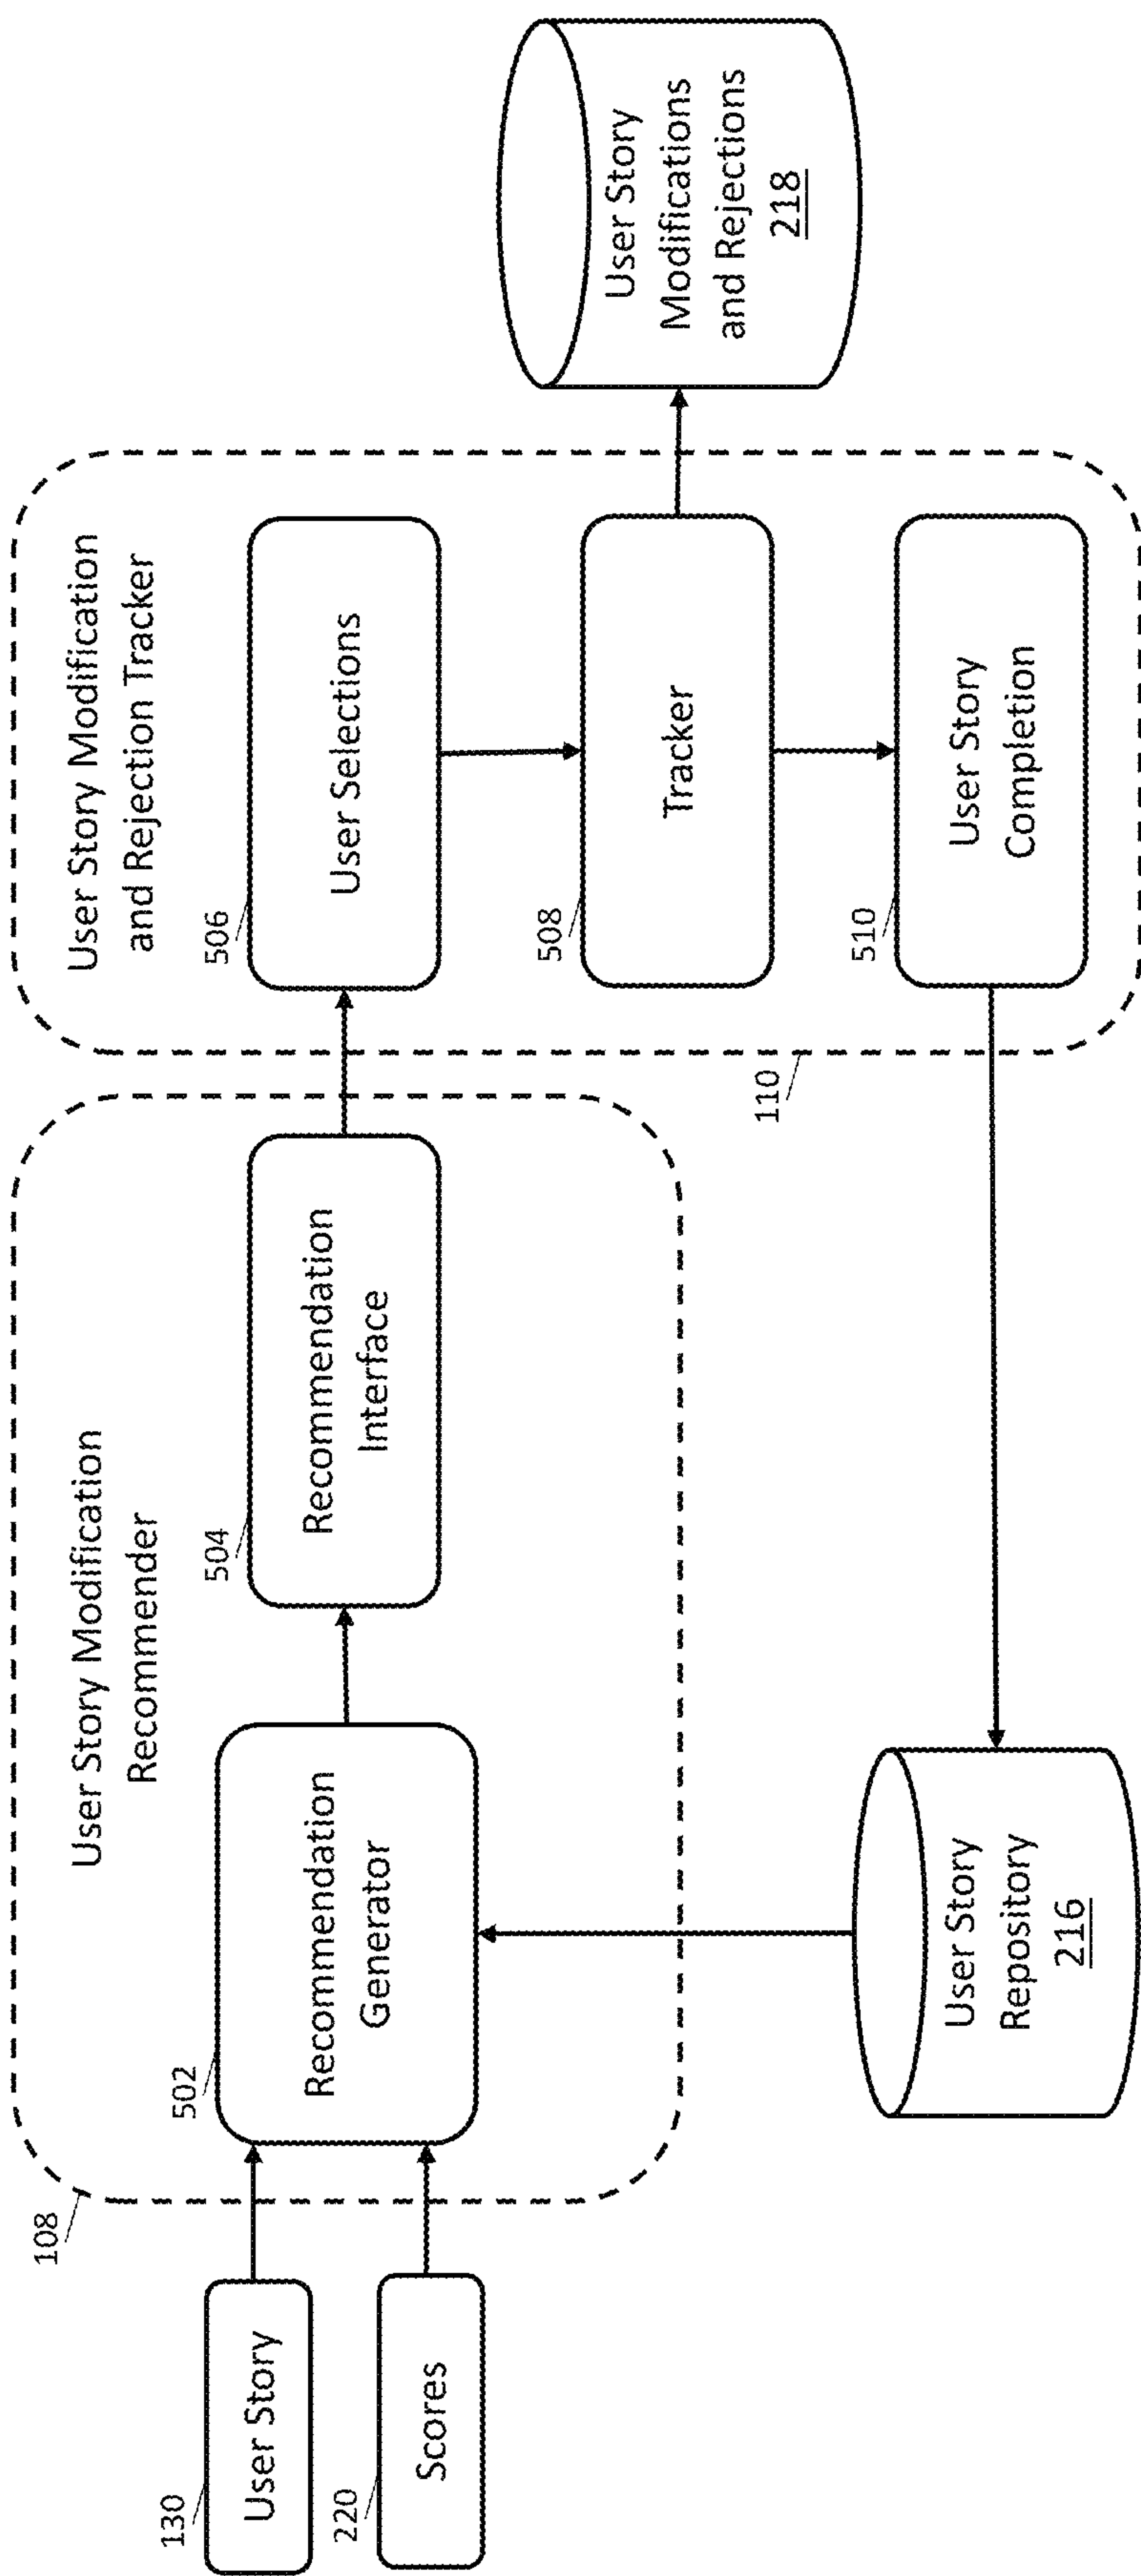 108
User Story Modification
Recommender
130
User Story
220
Scores
502
Recommendation
Generator
504
Recommendation
Interface
User Story
Repository
216
110
User Story Modification
and Rejection Tracker
506
User Selections
508
Tracker
510
User Story
Completion
User Story
Modifications
and Rejections
218